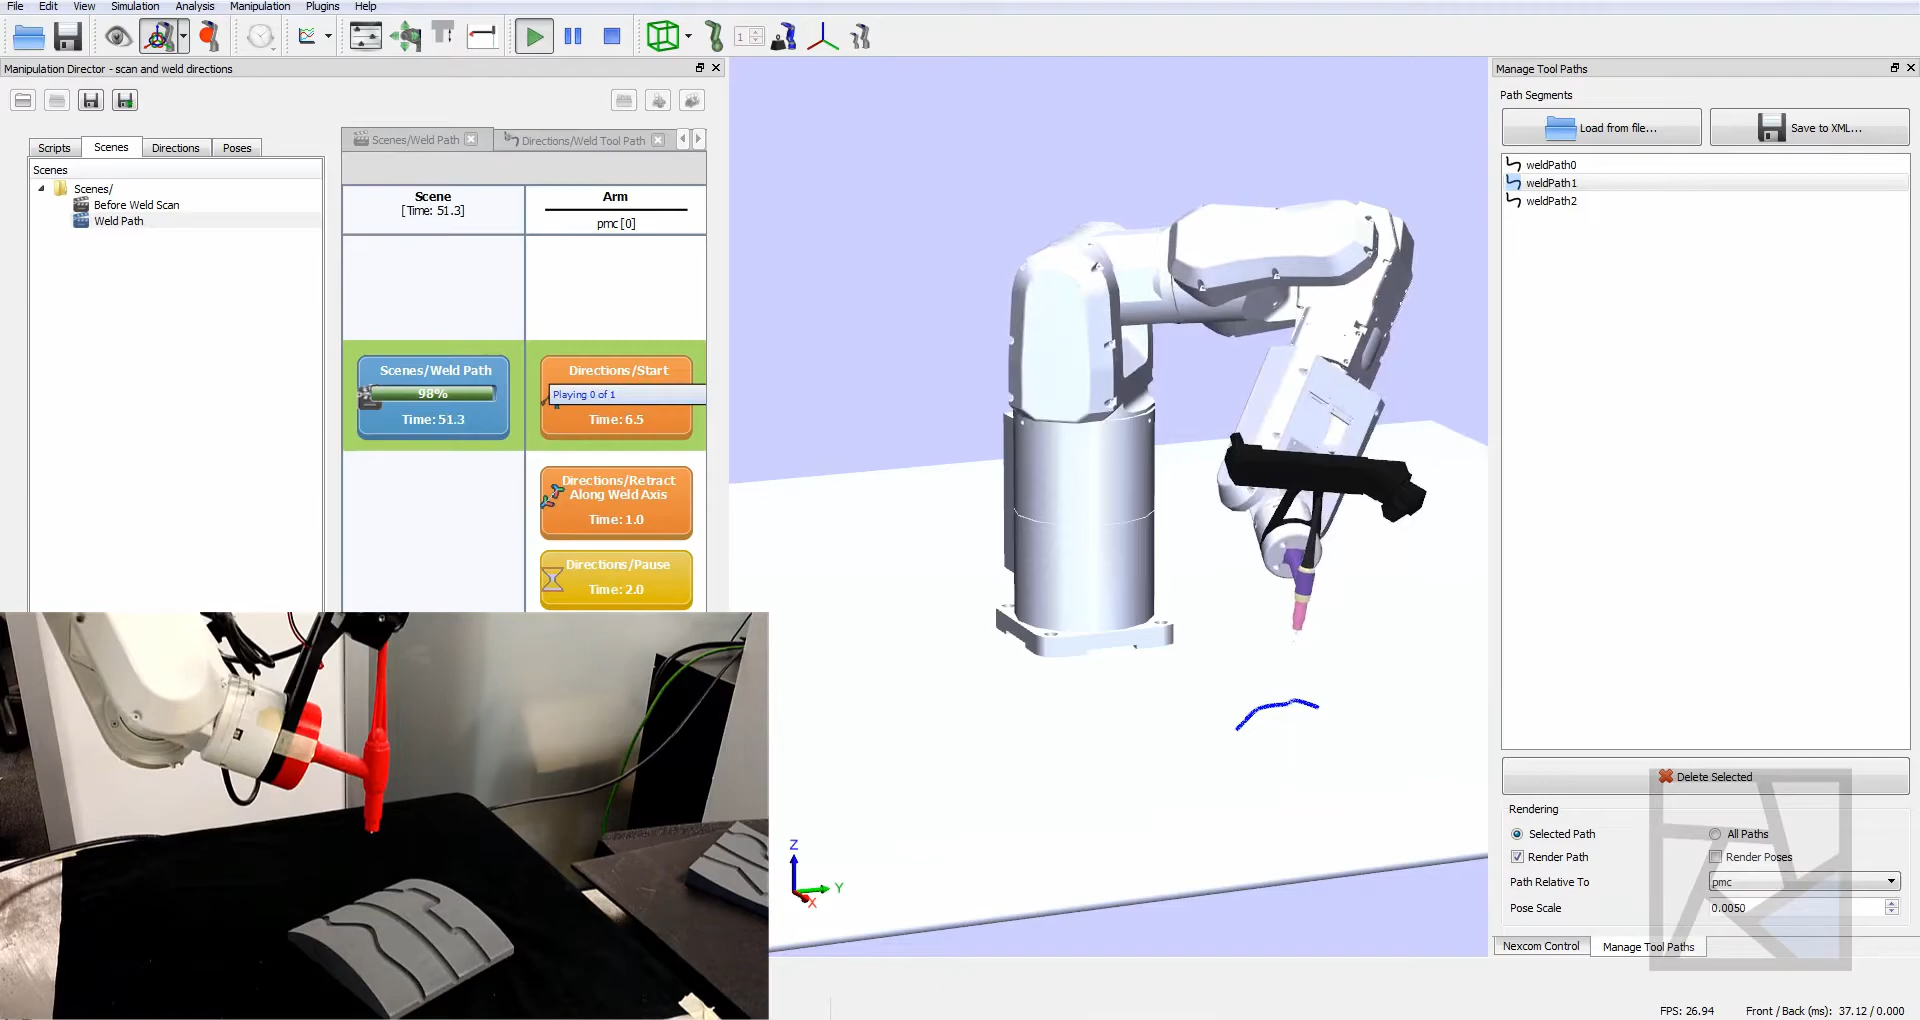 File Edit View Simulation Analysis Manipulation Plugins Help
1
Manipulation Director - scan and weld directions
Scripts Scenes Directions Poses
Scenes
Scenes/
Before Weld Scan
Weld Path
Scenes/Weld Path Directions/Weld Tool Path
Scene
[Time: 51.3]
Arm
pmc [0]
Scenes/Weld Path
98%
Time: 51.3
Directions/Start
Playing 0 of 1
Time: 6.5
Directions/Retract
Along Weld Axis
Time: 1.0
Directions/Pause
Time: 2.0
Z
Y
X
Manage Tool Paths
Path Segments
Load from file... Save to XML...
weldPath0
weldPath1
weldPath2
Delete Selected
Rendering
Selected Path All Paths
Render Path Render Poses
Path Relative To pmc
Pose Scale 0.0050
Nexcom Control Manage Tool Paths
FPS: 26.94 Front / Back (ms): 37.12 / 0.000